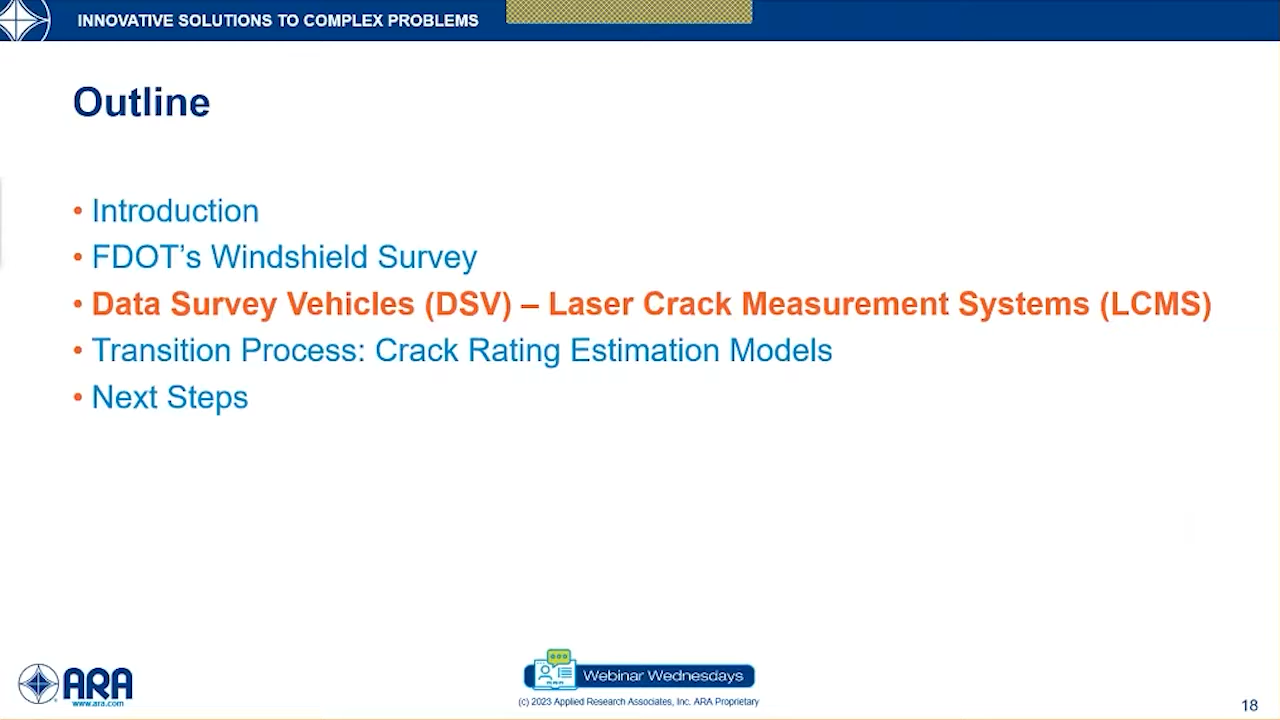 INNOVATIVE SOLUTIONS TO COMPLEX PROBLEMS
Outline
• Introduction
• FDOT's Windshield Survey
• Data Survey Vehicles (DSV) – Laser Crack Measurement Systems (LCMS)
• Transition Process: Crack Rating Estimation Models
• Next Steps
ARA
www.ara.com
Webinar Wednesdays
(c) 2023 Applied Research Associates, Inc. ARA Proprietary
18